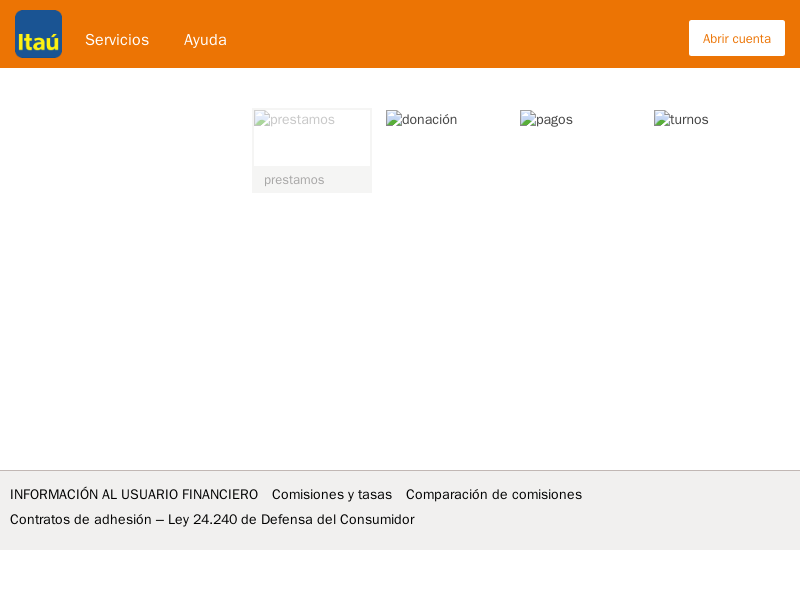 Itaú
Servicios
Ayuda
Abrir cuenta
prestamos
donación
pagos
turnos
prestamos
INFORMACIÓN AL USUARIO FINANCIERO
Comisiones y tasas
Comparación de comisiones
Contratos de adhesión – Ley 24.240 de Defensa del Consumidor